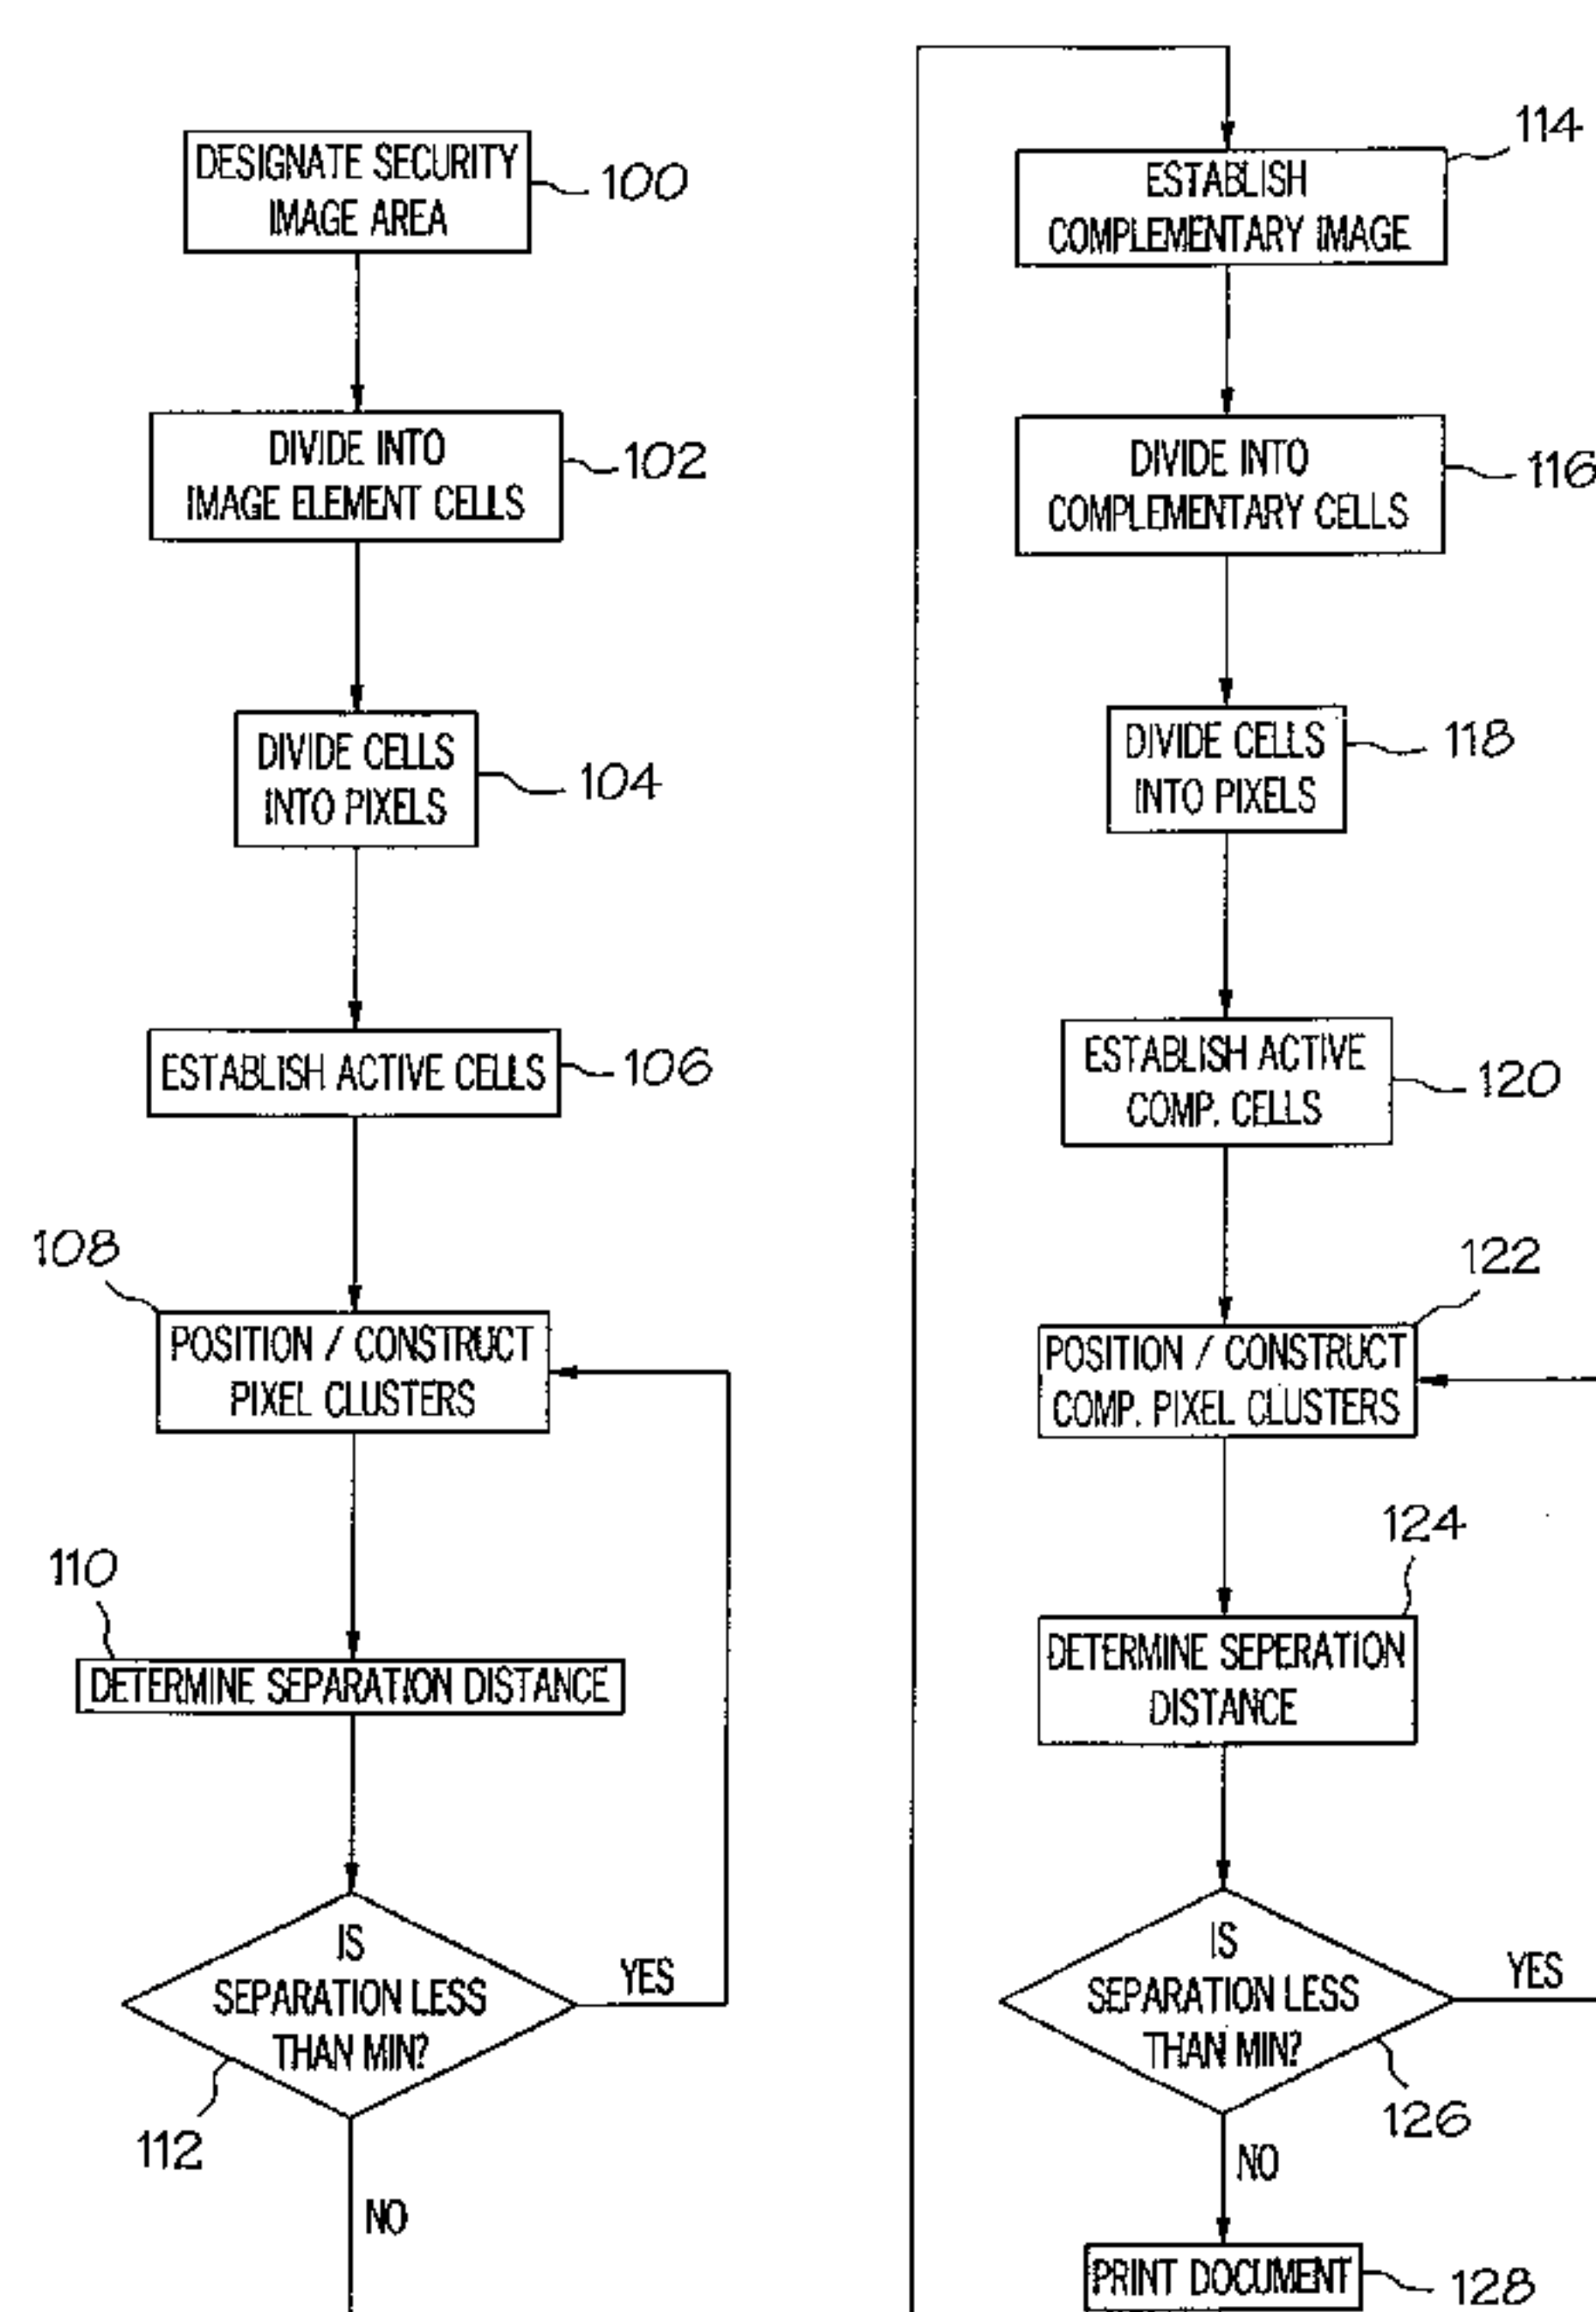 DESIGNATE SECURITY
IMAGE AREA
100
DIVIDE INTO
IMAGE ELEMENT CELLS
102
DIVIDE CELLS
INTO PIXELS
104
ESTABLISH ACTIVE CELLS
106
108
POSITION / CONSTRUCT
PIXEL CLUSTERS
110
DETERMINE SEPARATION DISTANCE
IS
SEPARATION LESS
THAN MIN?
YES
112
NO
114
ESTABLISH
COMPLEMENTARY IMAGE
DIVIDE INTO
COMPLEMENTARY CELLS
116
DIVIDE CELLS
INTO PIXELS
118
ESTABLISH ACTIVE
COMP. CELLS
120
122
POSITION / CONSTRUCT
COMP. PIXEL CLUSTERS
124
DETERMINE SEPERATION
DISTANCE
IS
SEPARATION LESS
THAN MIN?
YES
126
NO
PRINT DOCUMENT
128